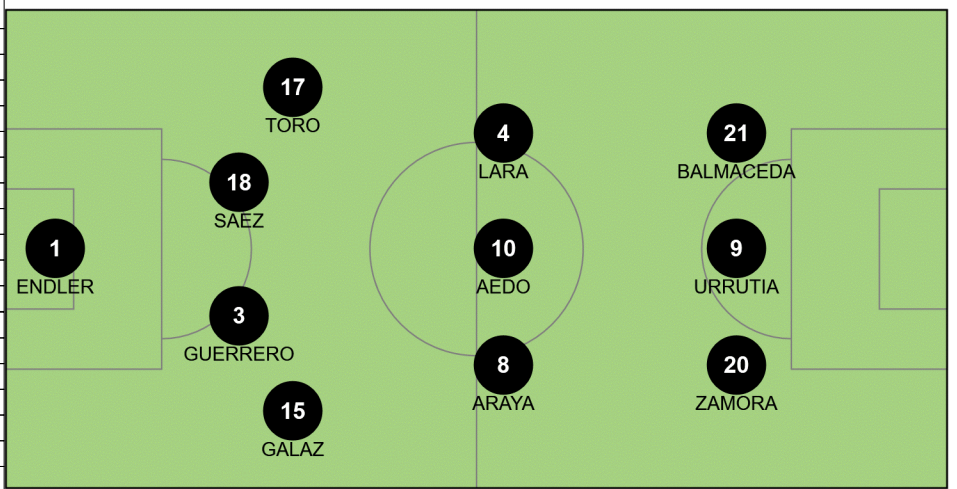 17
TORO
4
LARA
21
BALMACEDA
18
SAEZ
1
ENDLER
10
AEDO
9
URRUTIA
3
GUERRERO
8
ARAYA
20
ZAMORA
15
GALAZ